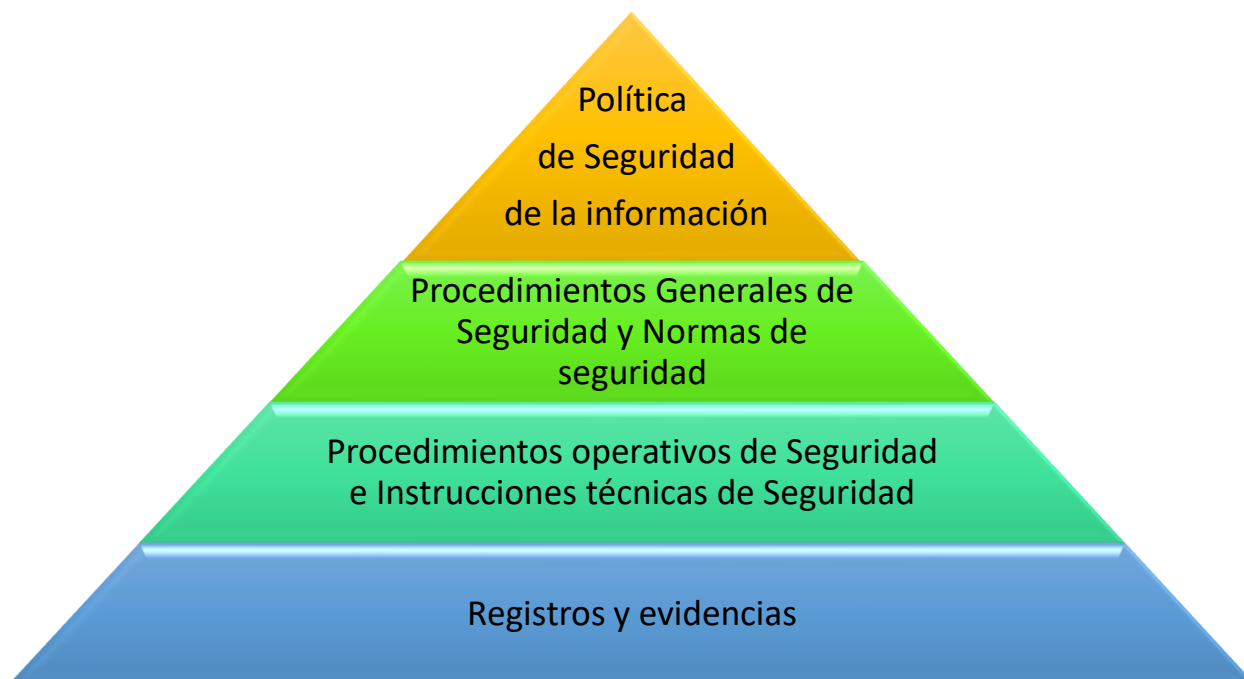 Política
de Seguridad
de la información
Procedimientos Generales de
Seguridad y Normas de
seguridad
Procedimientos operativos de Seguridad
e Instrucciones técnicas de Seguridad
Registros y evidencias